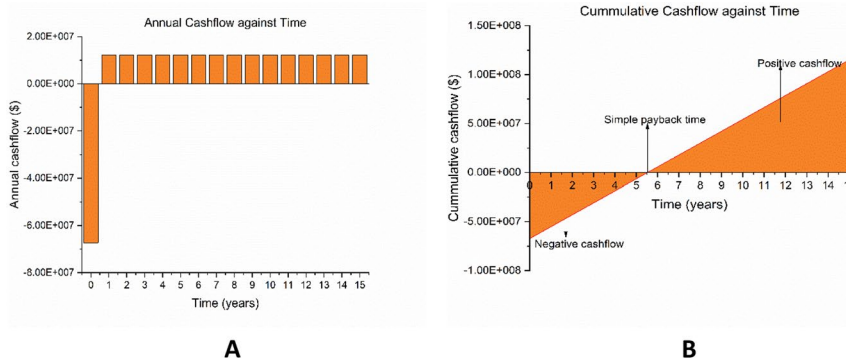 Annual Cashflow against Time
2.00E+007
0.00E+000
-2.00E+007
-4.00E+007
-6.00E+007
-8.00E+007
Annual cashflow ($)
0 1 2 3 4 5 6 7 8 9 10 11 12 13 14 15
Time (years)
A
Cummulative Cashflow against Time
1.50E+008
1.00E+008
5.00E+007
0.00E+000
-5.00E+007
-1.00E+008
Cummulative cashflow ($)
Positive cashflow
Simple payback time
0 1 2 3 4 5 6 7 8 9 10 11 12 13 14 1
Time (years)
Negative cashflow
B